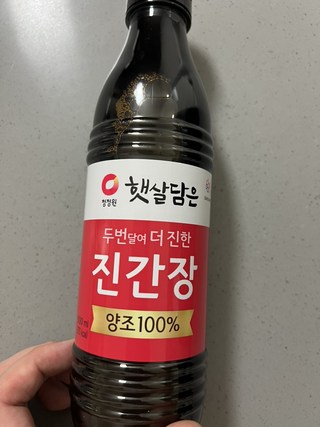 청정원
햇살담은
두번달여 더 진한
진간장
양조100%